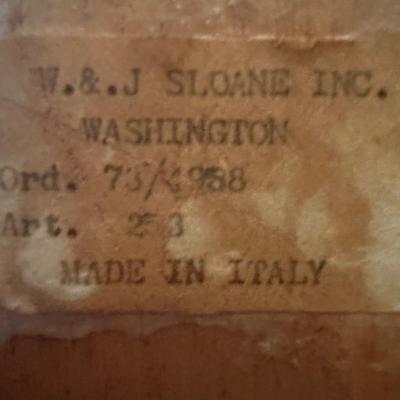 W.&.J SLOANE INC.
WASHINGTON
Ord.
Art.
MADE IN ITALY